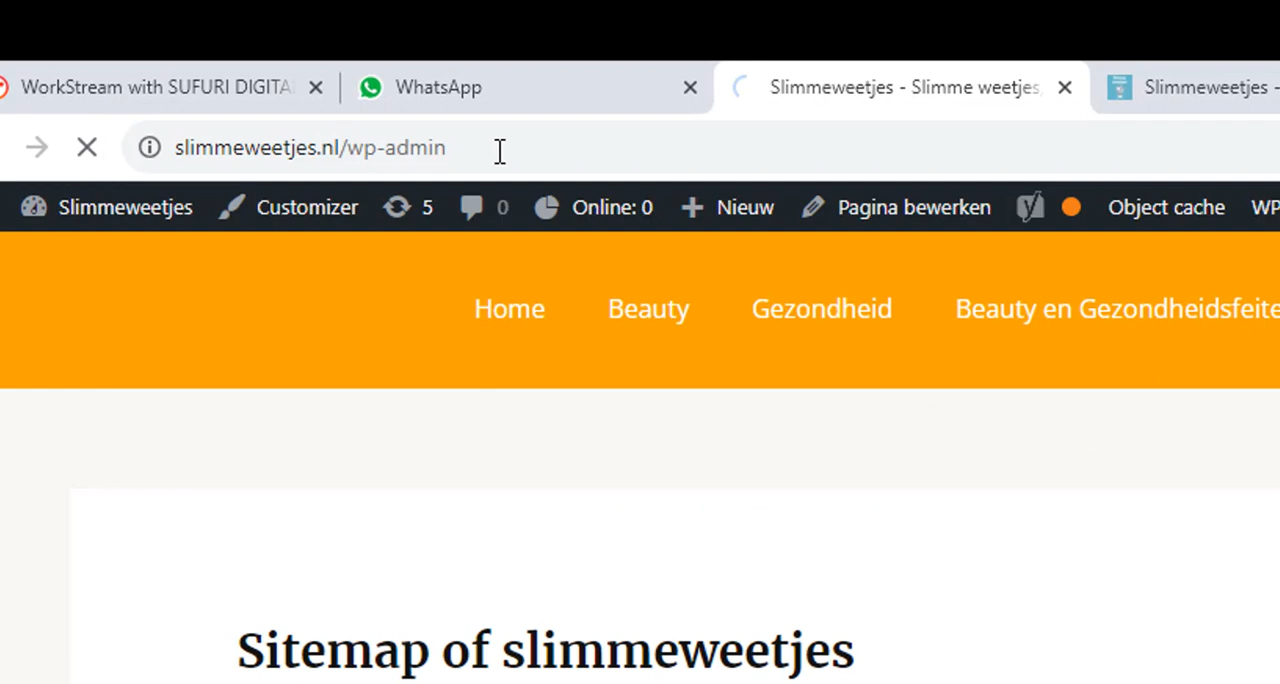 WorkStream with SUFURI DIGITA
WhatsApp
Slimmeweetjes - Slimme weetjes,
Slimmeweetjes -
slimmeweetjes.nl/wp-admin
Slimmeweetjes Customizer 5 0 Online: 0 Nieuw Pagina bewerken Object cache WP
Home Beauty Gezondheid Beauty en Gezondheidsfeite
Sitemap of slimmeweetjes